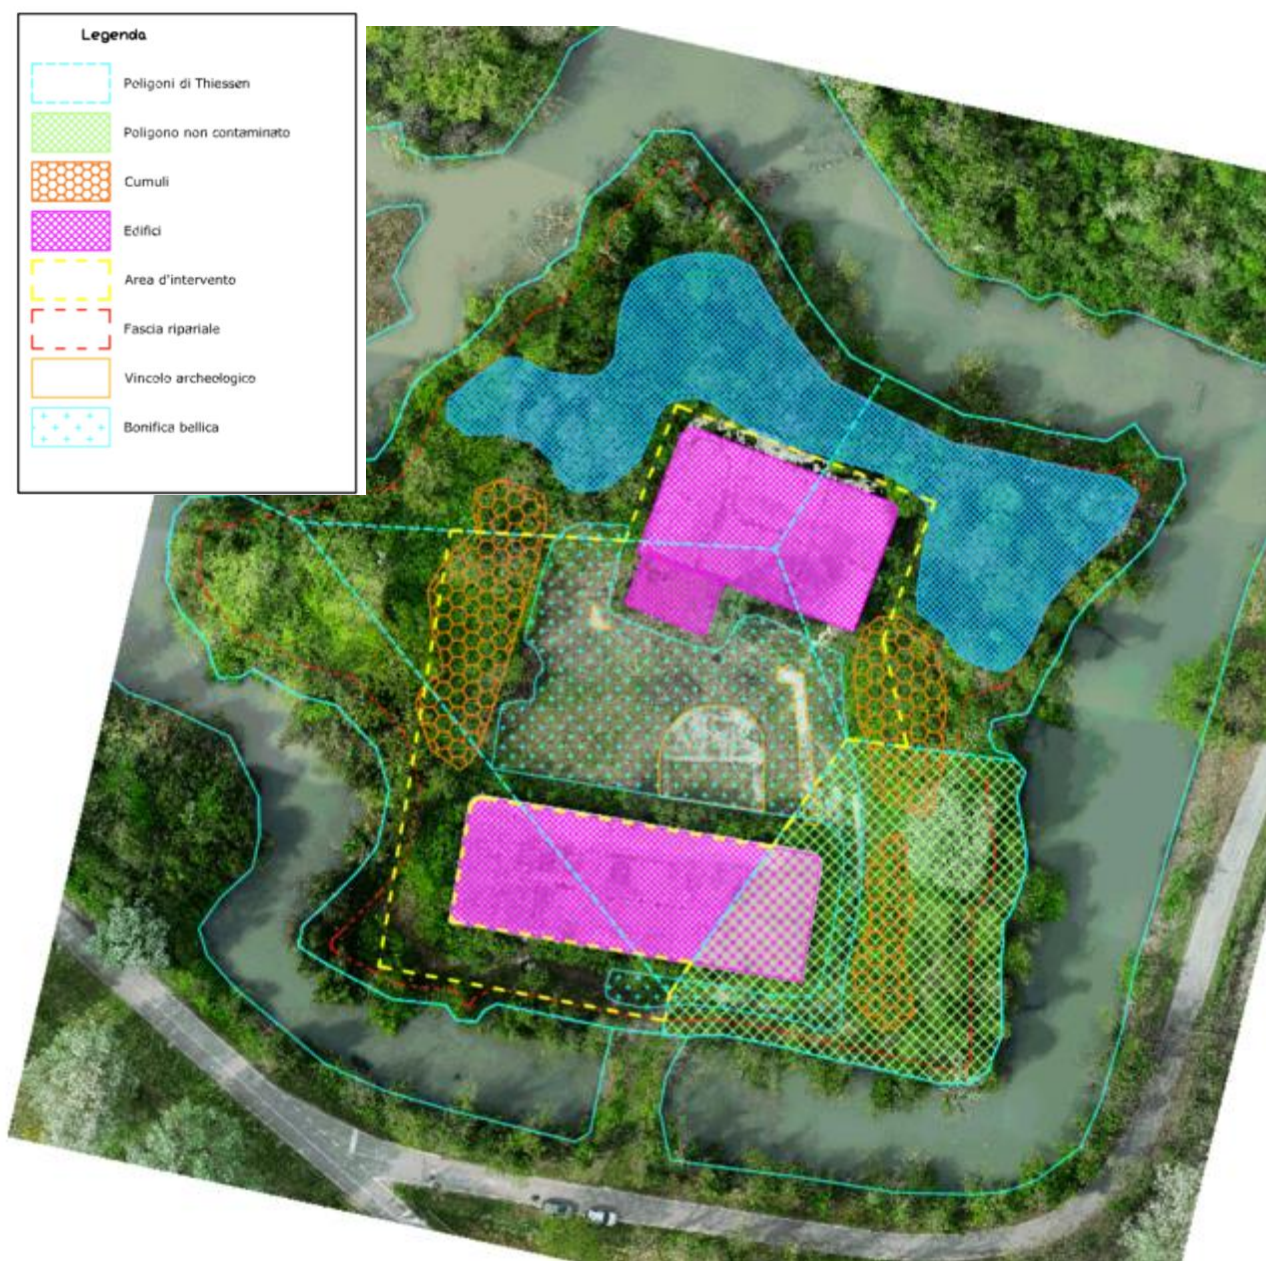 Legenda
Poligoni di Thiessen
Poligono non contaminato
Cumuli
Edifici
Area d'intervento
Fascia ripariale
Vincolo archeologico
Bonifica bellica